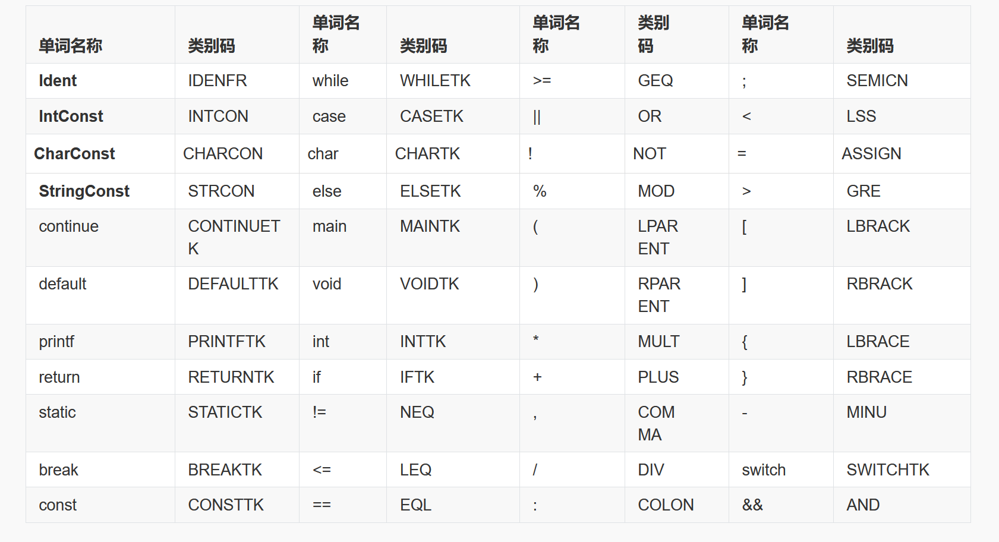 单词名称 类别码 单词名称 类别码 单词名称 类别码 单词名称 类别码
Ident IDENFR while WHILETK >= GEQ ; SEMICN
IntConst INTCON case CASETK || OR < LSS
CharConst CHARCON char CHARTK ! NOT = ASSIGN
StringConst STRCON else ELSETK % MOD > GRE
continue CONTINUETK main MAINTK ( LPARENT [ LBRACK
default DEFAULTTK void VOIDTK ) RPARENT ] RBRACK
printf PRINTFTK int INTTK * MULT { LBRACE
return RETURNTK if IFTK + PLUS } RBRACE
static STATICTK != NEQ , COMMA - MINU
break BREAKTK <= LEQ / DIV switch SWITCHTK
const CONSTTK == EQL : COLON && AND